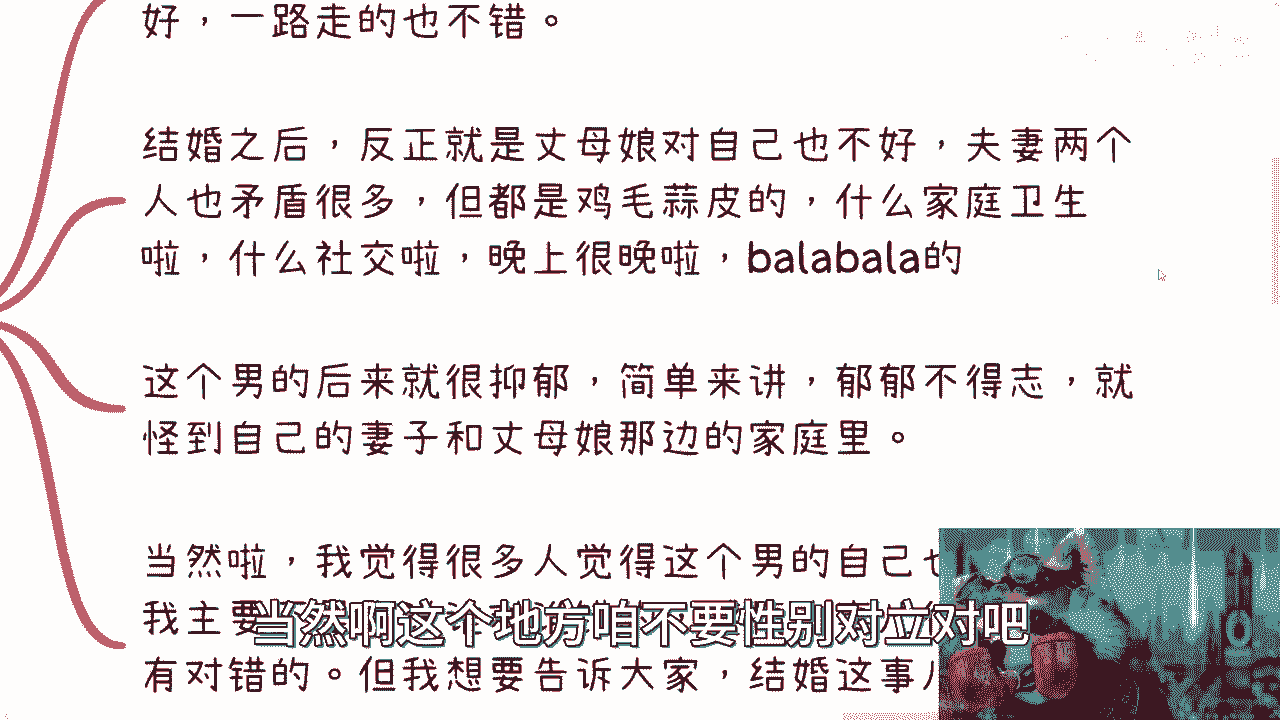 好，一路走的也不错。
结婚之后，反正就是丈母娘对自己也不好，夫妻两个
人也矛盾很多，但都是鸡毛蒜皮的，什么家庭卫生
啦，什么社交啦，晚上很晚啦，balabala的
这个男的后来就很抑郁，简单来讲，郁郁不得志，就
怪到自己的妻子和丈母娘那边的家庭里。
当然啦，我觉得很多人觉得这个男的自己
我主要
当然啊这个地方咱不要性别对立对吧
有对错的。但我想要告诉大家，结婚这事